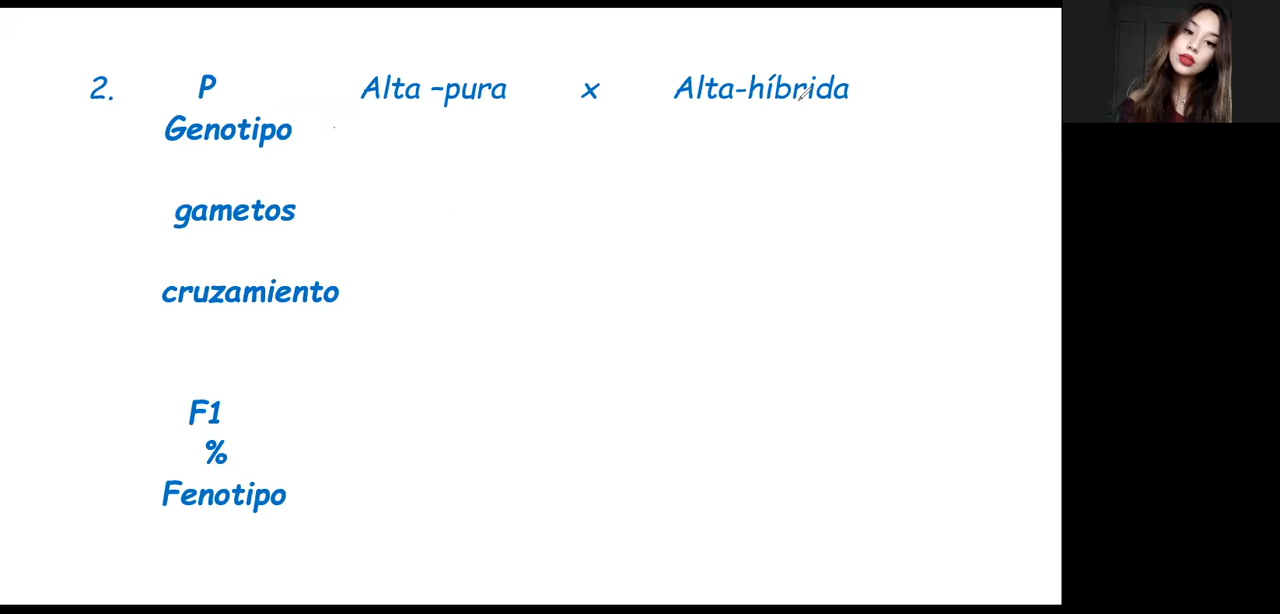 2. P Alta -pura x Alta-híbrida
Genotipo
gametos
cruzamiento
F1
%
Fenotipo